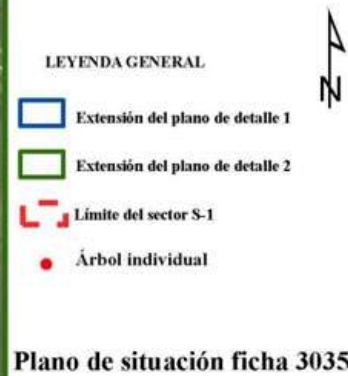 LEYENDA GENERAL
N
Extensión del plano de detalle 1
Extensión del plano de detalle 2
Límite del sector S-1
Árbol individual
Plano de situación ficha 3035